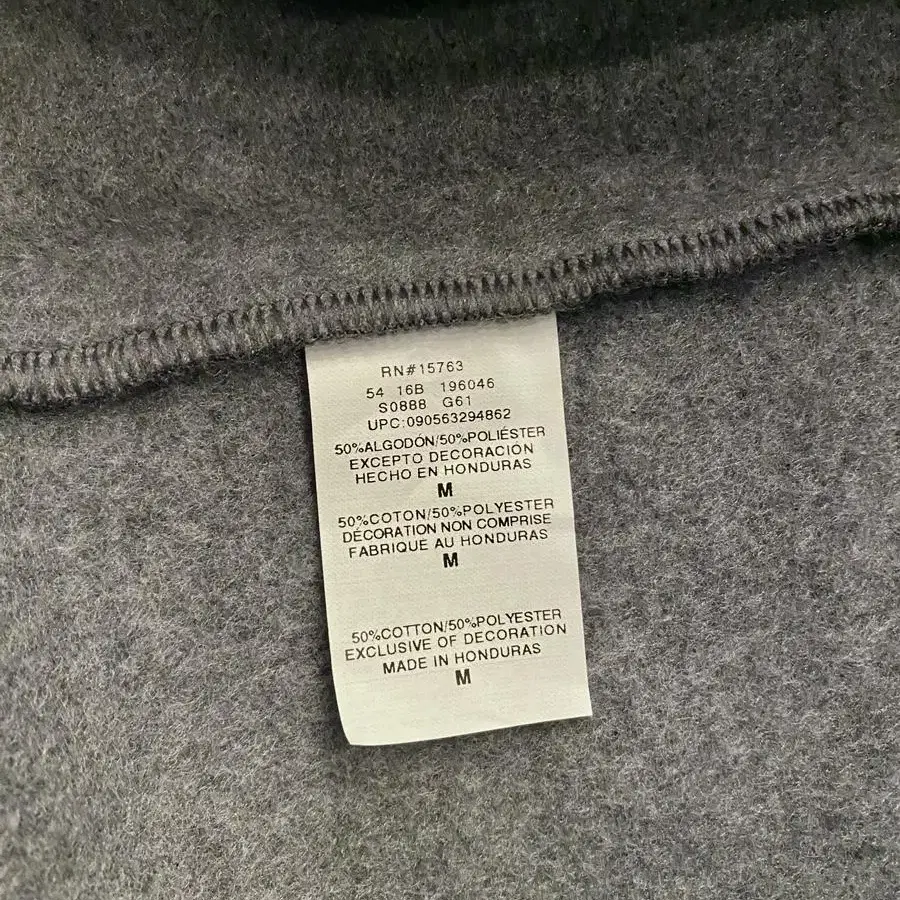 RN#15763
54 16B 196046
S0888 G61
UPC:090563294862
50%ALGODÓN/50%POLIÉSTER
EXCEPTO DECORACION
HECHO EN HONDURAS
M
50%COTON/50%POLYESTER
DÉCORATION NON COMPRISE
FABRIQUE AU HONDURAS
M
50%COTTON/50%POLYESTER
EXCLUSIVE OF DECORATION
MADE IN HONDURAS
M